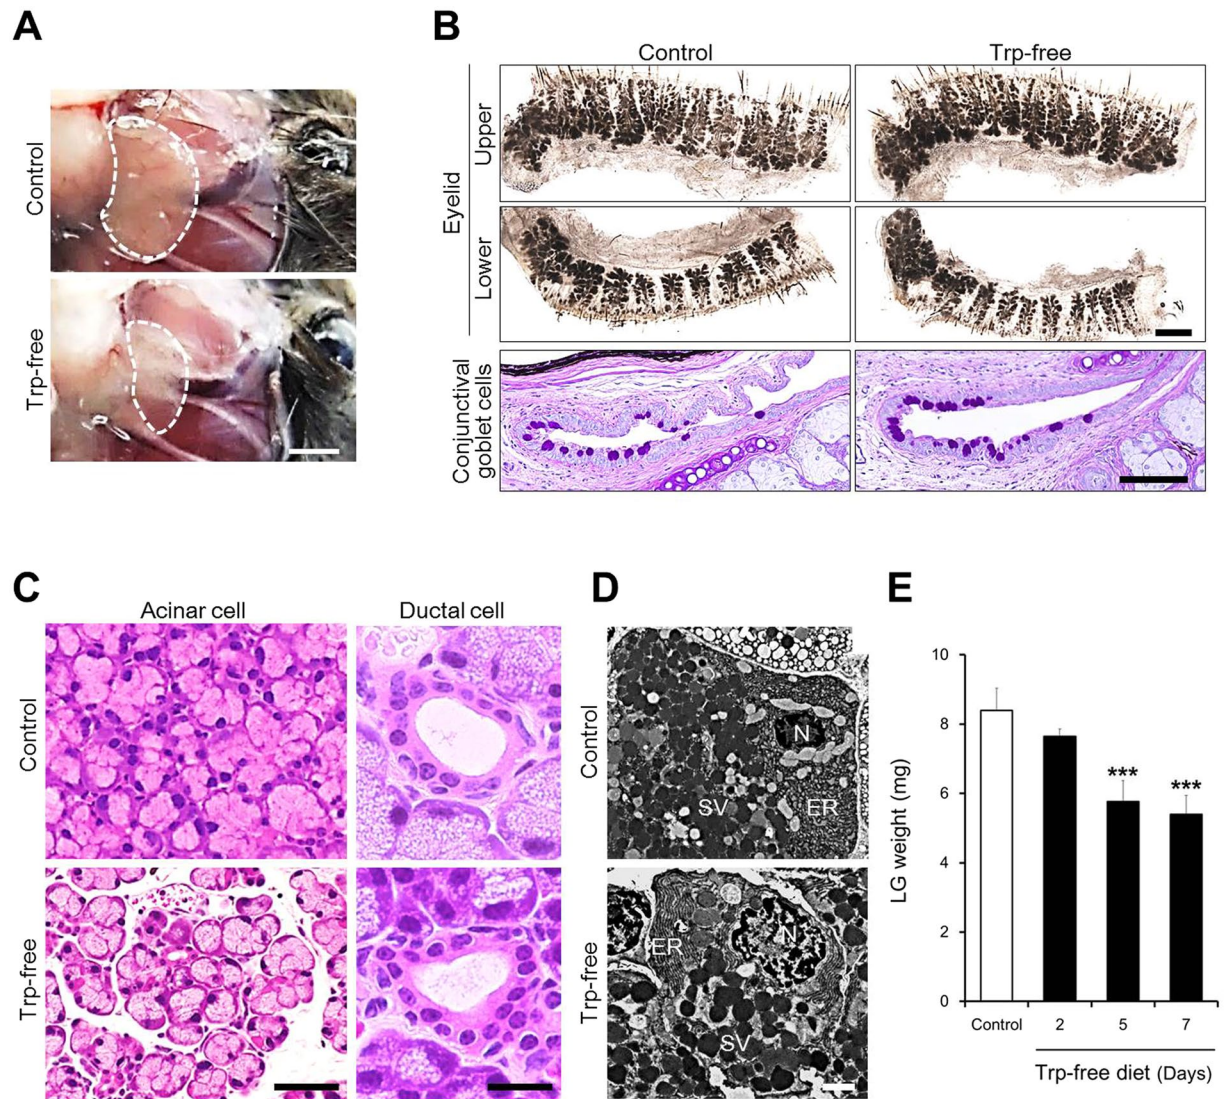 A
Control
Trp-free
B
Control
Trp-free
Eyelid
Upper
Lower
Conjunctival
goblet cells
C
Acinar cell
Ductal cell
Control
Trp-free
D
Control
N
SV
ER
Trp-free
ER
N
SV
E
LG weight (mg)
10
8
6
4
2
0
***
***
Control
2
5
7
Trp-free diet (Days)